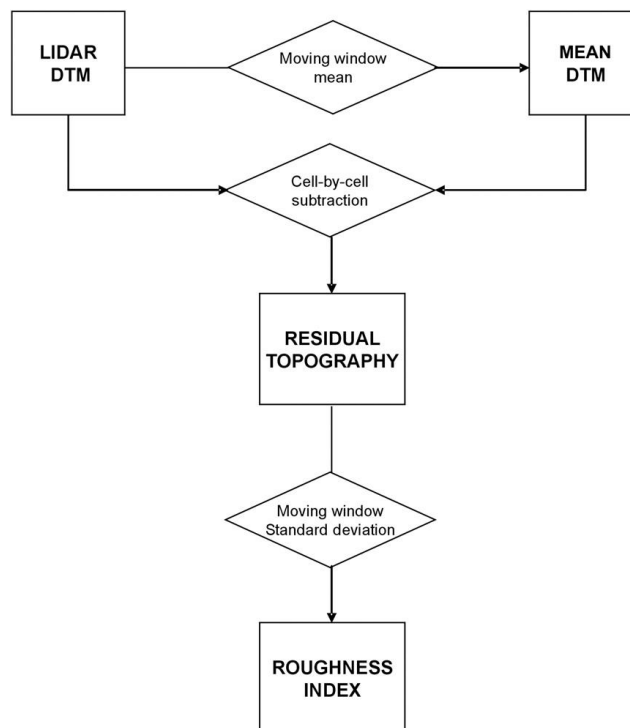 LIDAR
DTM
Moving window
mean
MEAN
DTM
Cell-by-cell
subtraction
RESIDUAL
TOPOGRAPHY
Moving window
Standard deviation
ROUGHNESS
INDEX